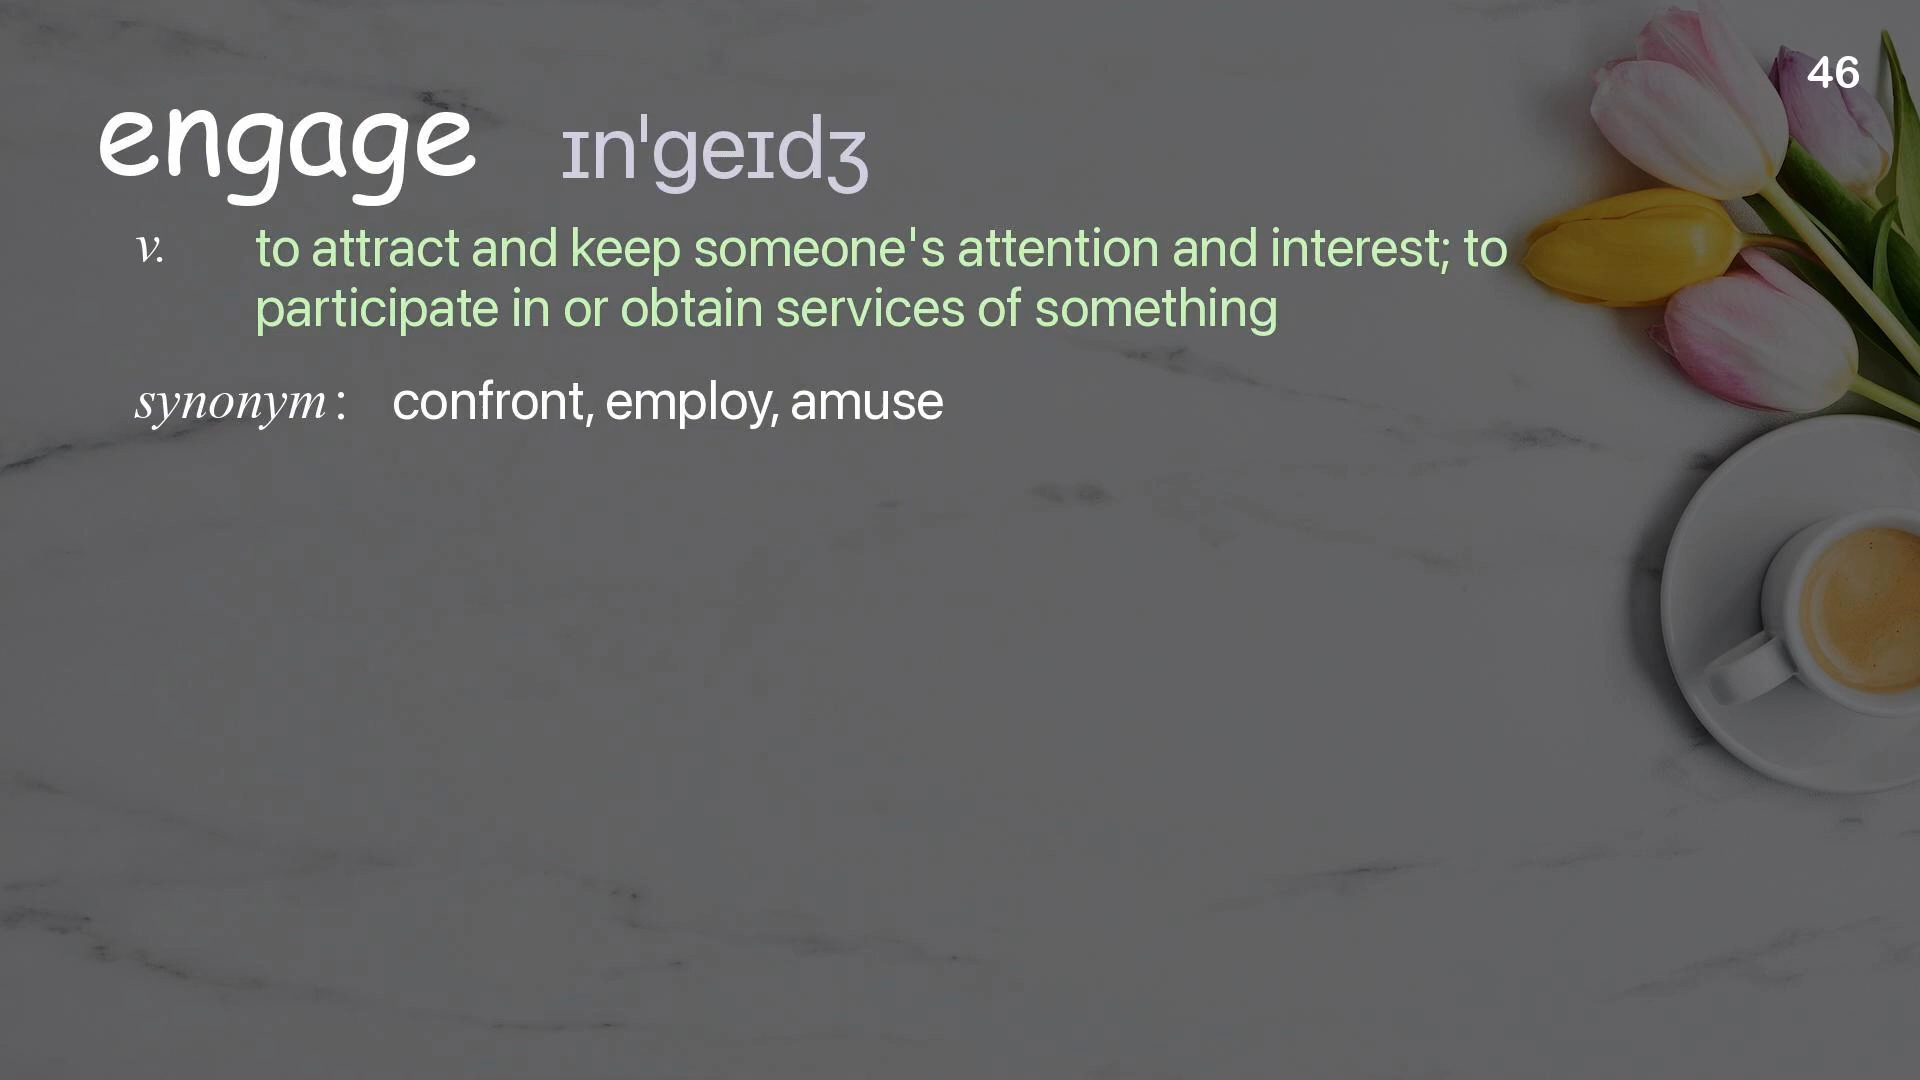 46
engage ɪnˈgeɪdʒ
v. to attract and keep someone's attention and interest; to
participate in or obtain services of something
synonym : confront, employ, amuse